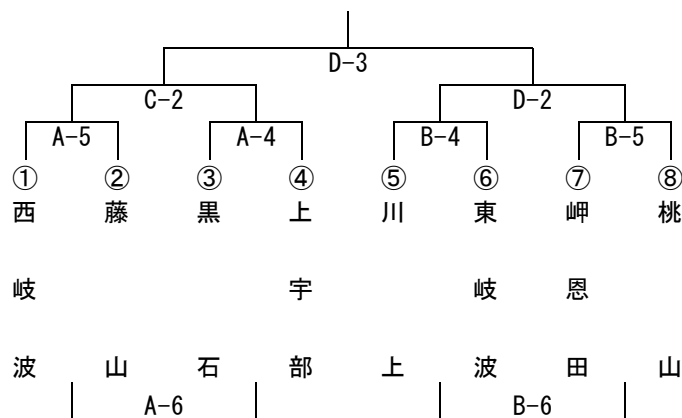 D-3
C-2 D-2
A-5 A-4 B-4 B-5
① ② ③ ④ ⑤ ⑥ ⑦ ⑧
西岐波
藤山
黒石
上宇部
川上
東岐波
岬恩田
桃山
A-6 B-6